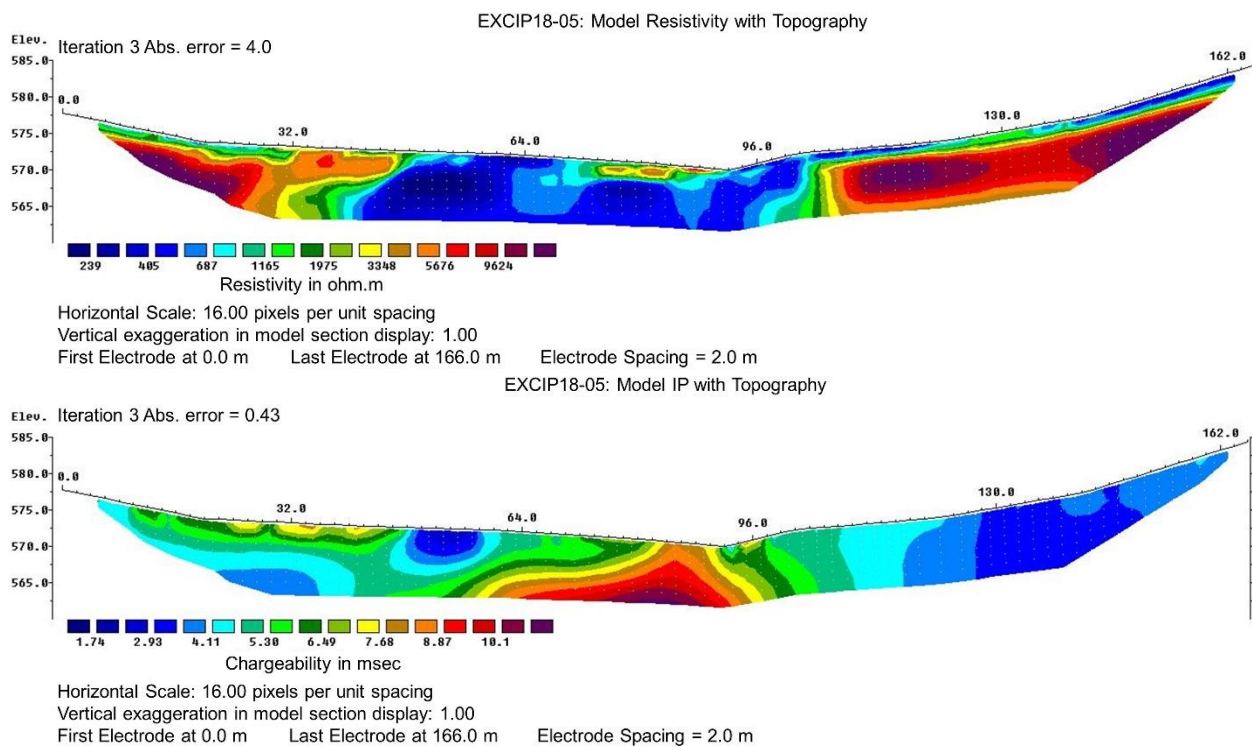 EXCIP18-05: Model Resistivity with Topography
Elev. Iteration 3 Abs. error = 4.0
585.0
580.0
575.0
570.0
565.0
0.0 32.0 64.0 96.0 130.0 162.0
239 405 687 1165 1975 3348 5676 9624
Resistivity in ohm.m
Horizontal Scale: 16.00 pixels per unit spacing
Vertical exaggeration in model section display: 1.00
First Electrode at 0.0 m Last Electrode at 166.0 m Electrode Spacing = 2.0 m
EXCIP18-05: Model IP with Topography
Elev. Iteration 3 Abs. error = 0.43
585.0
580.0
575.0
570.0
565.0
0.0 32.0 64.0 96.0 130.0 162.0
1.74 2.93 4.11 5.30 6.49 7.68 8.87 10.1
Chargeability in msec
Horizontal Scale: 16.00 pixels per unit spacing
Vertical exaggeration in model section display: 1.00
First Electrode at 0.0 m Last Electrode at 166.0 m Electrode Spacing = 2.0 m